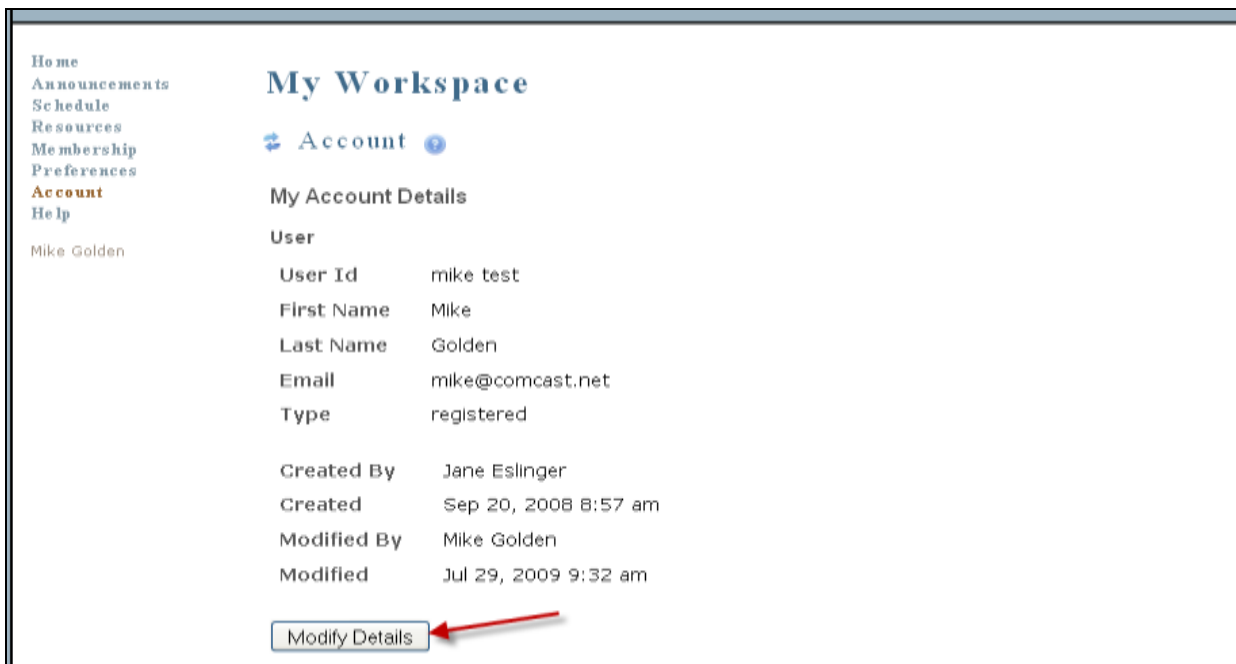 Home
Announcements
Schedule
Resources
Membership
Preferences
Account
Help
Mike Golden
My Workspace
Account
My Account Details
User
User Id mike test
First Name Mike
Last Name Golden
Email mike@comcast.net
Type registered
Created By Jane Eslinger
Created Sep 20, 2008 8:57 am
Modified By Mike Golden
Modified Jul 29, 2009 9:32 am
Modify Details